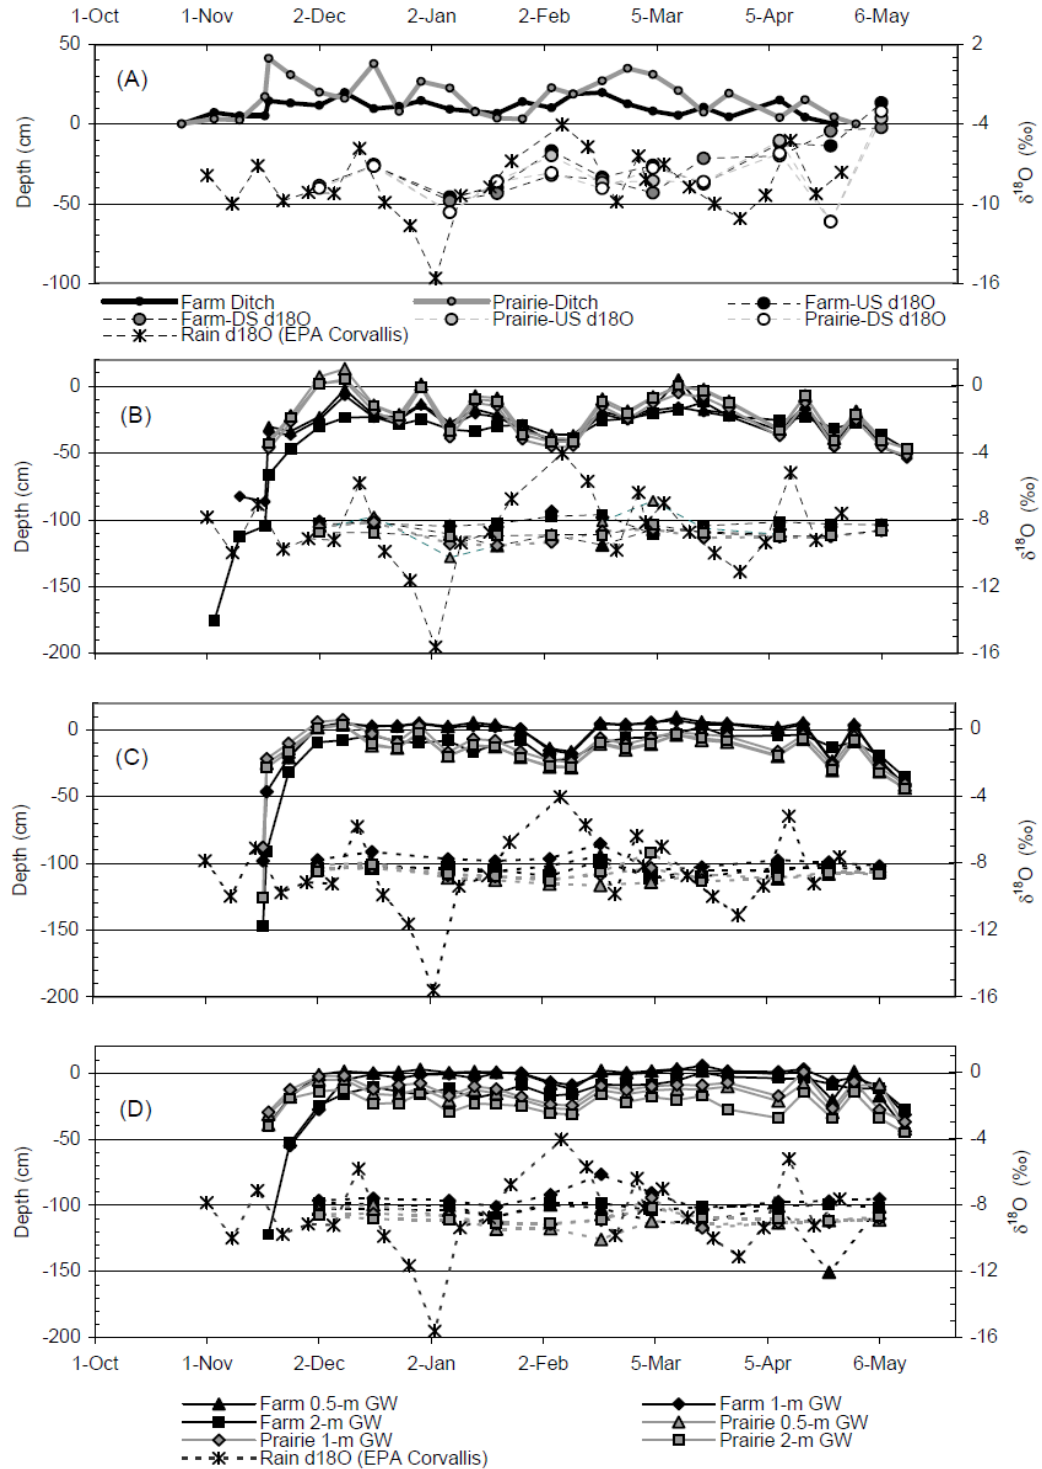 1-Oct 1-Nov 2-Dec 2-Jan 2-Feb 5-Mar 5-Apr 6-May
50 2
(A)
0 -4
Depth (cm) δ18O (‰)
-50 -10
-100 -16
Farm Ditch Prairie-Ditch Farm-US d18O
Farm-DS d18O Prairie-US d18O Prairie-DS d18O
Rain d18O (EPA Corvallis)
0 0
(B)
-50 -4
Depth (cm) δ18O (‰)
-100 -8
-150 -12
-200 -16
0 0
(C)
-50 -4
Depth (cm) δ18O (‰)
-100 -8
-150 -12
-200 -16
0 0
(D)
-50 -4
Depth (cm) δ18O (‰)
-100 -8
-150 -12
-200 -16
1-Oct 1-Nov 2-Dec 2-Jan 2-Feb 5-Mar 5-Apr 6-May
Farm 0.5-m GW Farm 1-m GW
Farm 2-m GW Prairie 0.5-m GW
Prairie 1-m GW Prairie 2-m GW
Rain d18O (EPA Corvallis)